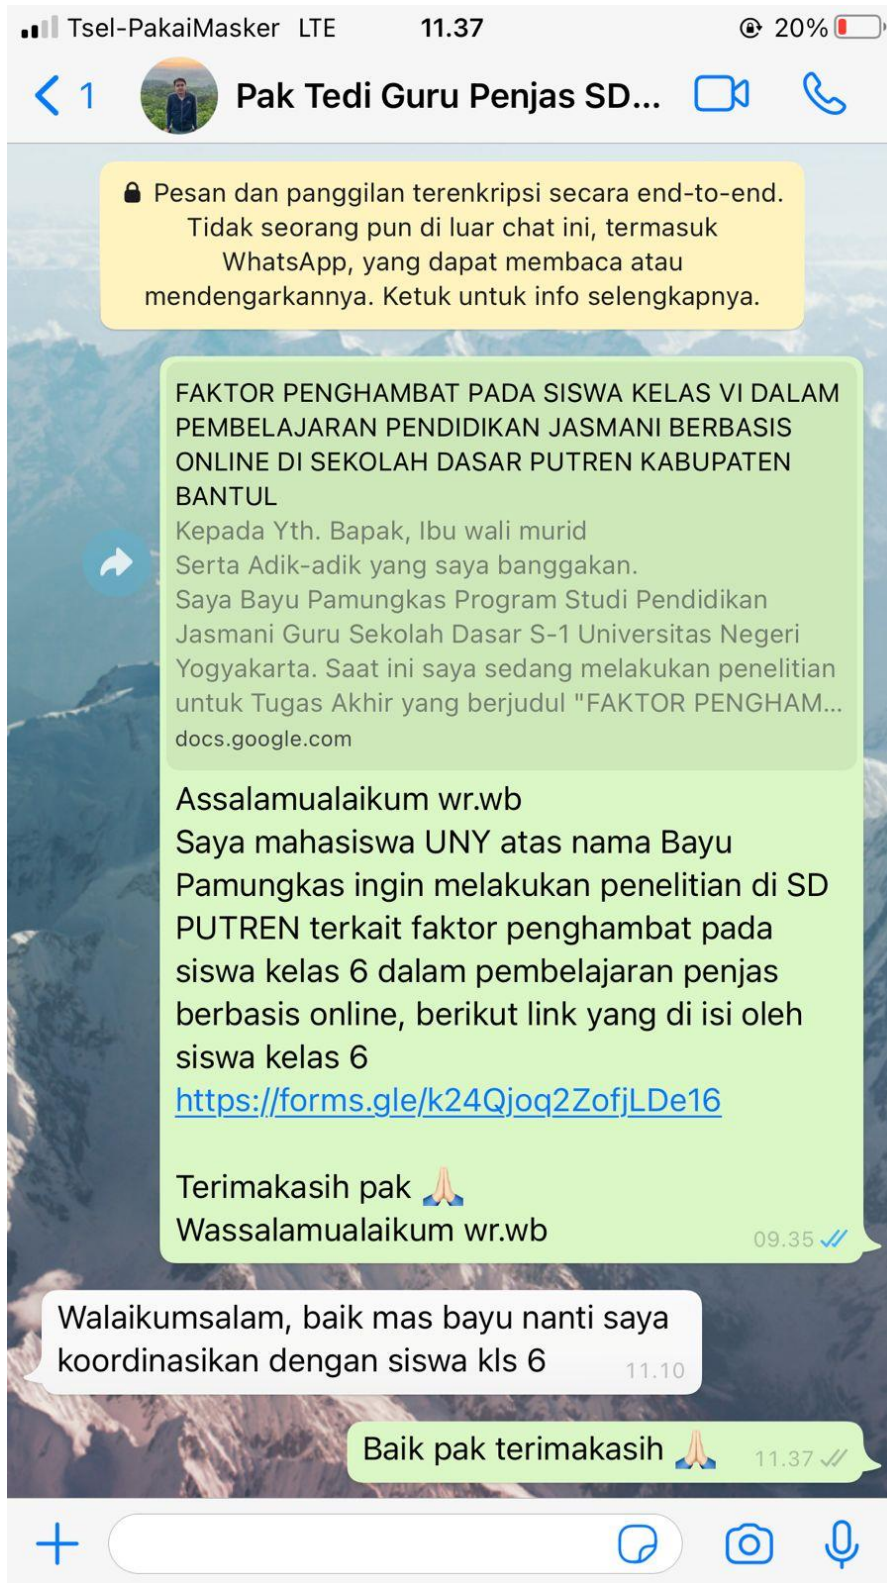 Tsel-PakaiMasker LTE 11.37 20%
1 Pak Tedi Guru Penjas SD...
Pesan dan panggilan terenkripsi secara end-to-end.
Tidak seorang pun di luar chat ini, termasuk
WhatsApp, yang dapat membaca atau
mendengarkannya. Ketuk untuk info selengkapnya.
FAKTOR PENGHAMBAT PADA SISWA KELAS VI DALAM
PEMBELAJARAN PENDIDIKAN JASMANI BERBASIS
ONLINE DI SEKOLAH DASAR PUTREN KABUPATEN
BANTUL
Kepada Yth. Bapak, Ibu wali murid
Serta Adik-adik yang saya banggakan.
Saya Bayu Pamungkas Program Studi Pendidikan
Jasmani Guru Sekolah Dasar S-1 Universitas Negeri
Yogyakarta. Saat ini saya sedang melakukan penelitian
untuk Tugas Akhir yang berjudul "FAKTOR PENGHAM...
docs.google.com
Assalamualaikum wr.wb
Saya mahasiswa UNY atas nama Bayu
Pamungkas ingin melakukan penelitian di SD
PUTREN terkait faktor penghambat pada
siswa kelas 6 dalam pembelajaran penjas
berbasis online, berikut link yang di isi oleh
siswa kelas 6
https://forms.gle/k24Qjoq2ZofjLDe16
Terimakasih pak 🙏🏻
Wassalamualaikum wr.wb 09.35
Walaikumsalam, baik mas bayu nanti saya
koordinasikan dengan siswa kls 6 11.10
Baik pak terimakasih 🙏🏻 11.37